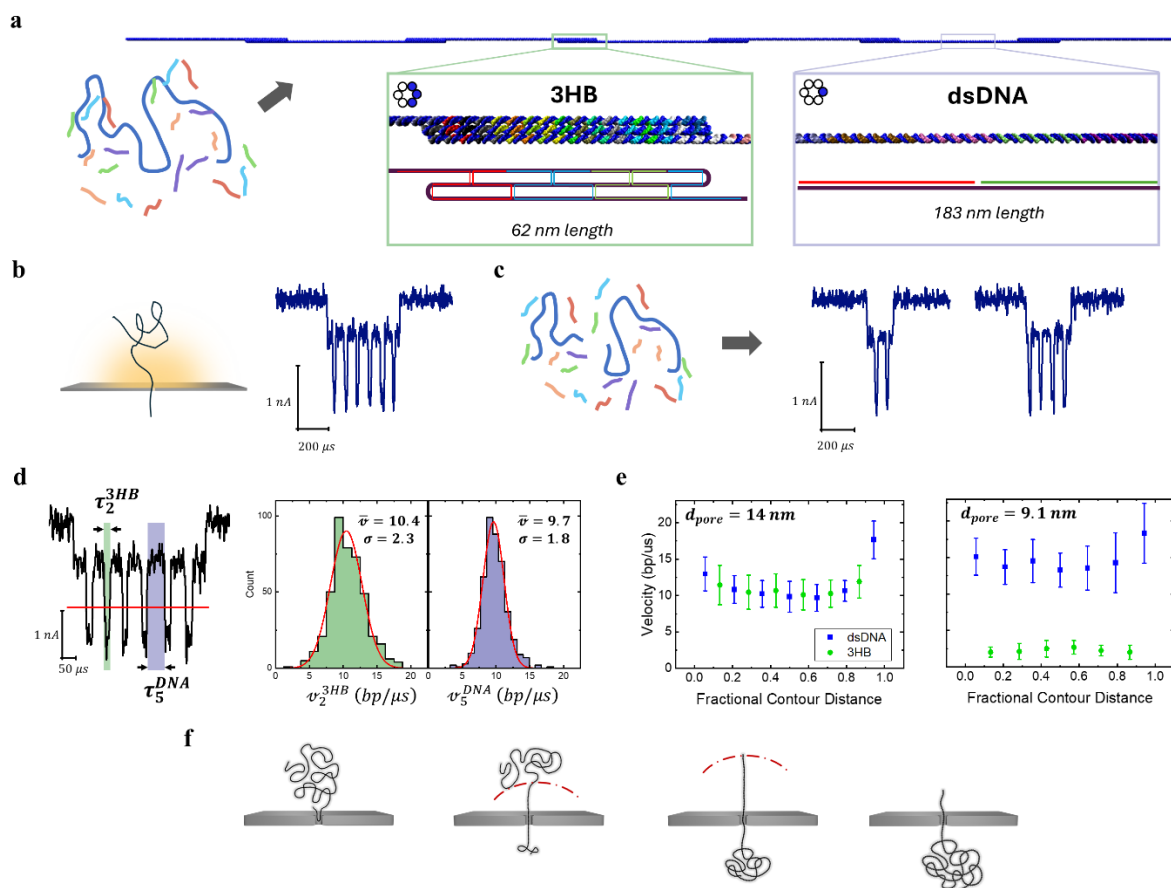 a
3HB
62 nm length
dsDNA
183 nm length
b
1 nA
200 μs
c
1 nA
200 μs
200 μs
d
τ₂³ᴴᴮ
1 nA
50 μs
τ₅ᴰᴺᴬ
Count
100
50
0
v̅ = 10.4
σ = 2.3
0 5 10 15 20
v₂³ᴴᴮ (bp/μs)
v̅ = 9.7
σ = 1.8
0 5 10 15 20
v₅ᴰᴺᴬ (bp/μs)
e
Velocity (bp/us)
20
15
10
5
0
d_pore = 14 nm
dsDNA
3HB
0.0 0.2 0.4 0.6 0.8 1.0
Fractional Contour Distance
d_pore = 9.1 nm
0.0 0.2 0.4 0.6 0.8 1.0
Fractional Contour Distance
f